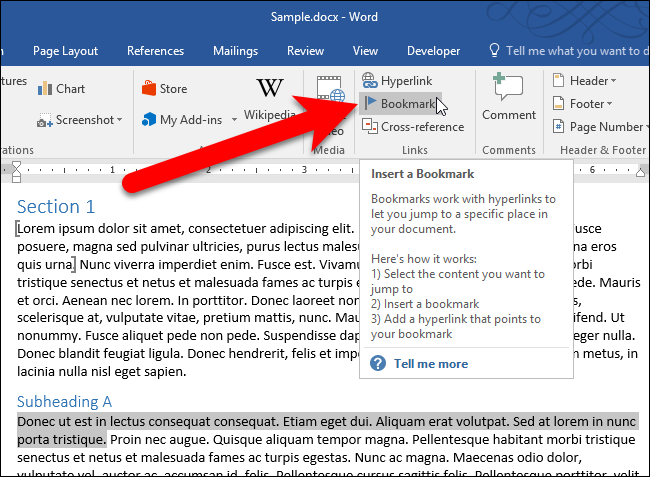 Sample.docx - Word
Page Layout References Mailings Review View Developer Tell me what you want to d
tures Chart Store W Hyperlink Header
Bookmark
Screenshot My Add-ins Wikipedia Comment Footer
Cross-reference Page Number
Add-ins Media Links Comments Header & Footer
1 2 3 6
Section 1
Lorem ipsum dolor sit amet, consectetuer adipiscing elit. usce
posuere, magna sed pulvinar ultricies, purus lectus males na eros
quis urna. Nunc viverra imperdiet enim. Fusce est. Vivamu
tristique senectus et netus et malesuada fames ac turpis e ede. Mauris
et orci. Aenean nec lorem. In porttitor. Donec laoreet non
scelerisque at, vulputate vitae, pretium mattis, nunc. Mau eifend. Ut
nonummy. Fusce aliquet pede non pede. Suspendisse dap eger nulla.
Donec blandit feugiat ligula. Donec hendrerit, felis et imp m metus, in
lacinia nulla nisl eget sapien.
Insert a Bookmark
Bookmarks work with hyperlinks to
let you jump to a specific place in
your document.
Here's how it works:
1) Select the content you want to
jump to
2) Insert a bookmark
3) Add a hyperlink that points to
your bookmark
Tell me more
Subheading A
Donec ut est in lectus consequat consequat. Etiam eget dui. Aliquam erat volutpat. Sed at lorem in nunc
porta tristique. Proin nec augue. Quisque aliquam tempor magna. Pellentesque habitant morbi tristique
senectus et netus et malesuada fames ac turpis egestas. Nunc ac magna. Maecenas odio dolor,
vulputate vel, auctor ac, accumsan id, felis. Pellentesque cursus sagittis felis. Pellentesque porttitor, velit